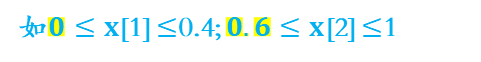 如0 ≤ x[1] ≤0.4; 0.6 ≤ x[2] ≤1